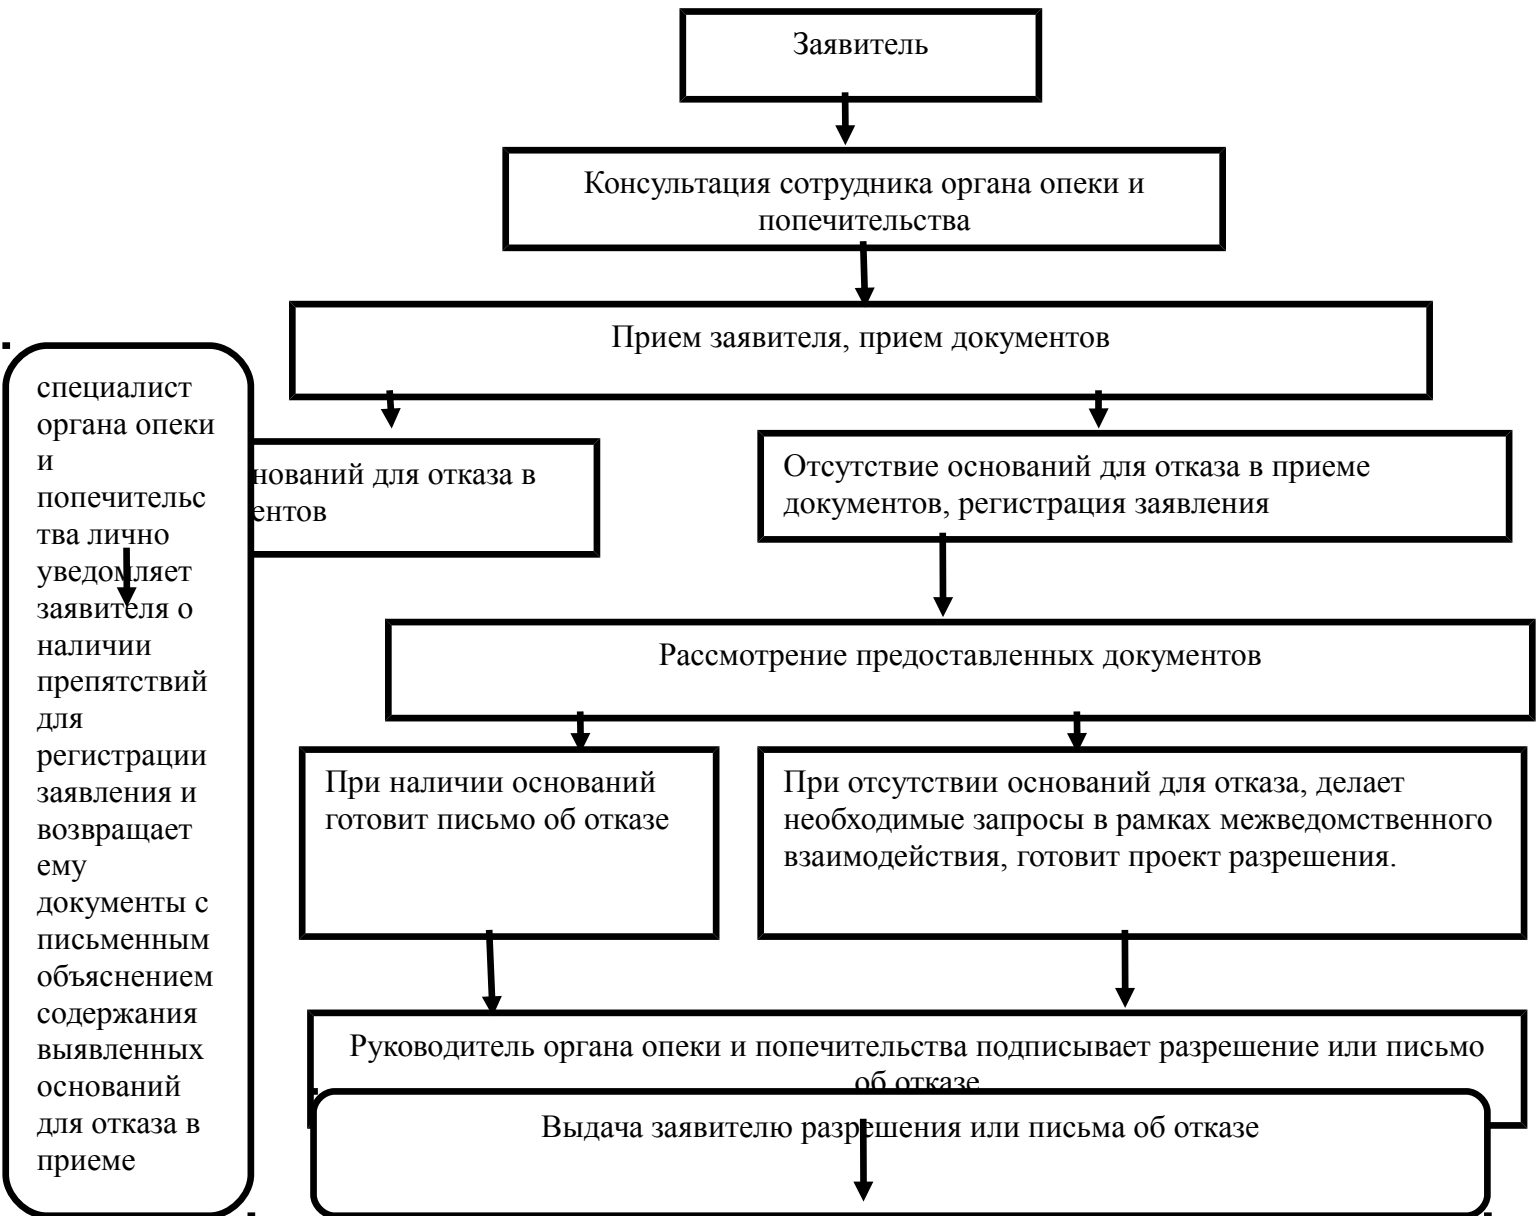 Заявитель
Консультация сотрудника органа опеки и
попечительства
Прием заявителя, прием документов
специалист
органа опеки
и
попечительс
тва лично
уведомляет
заявителя о
наличии
препятствий
для
регистрации
заявления и
возвращает
ему
документы с
письменным
объяснением
содержания
выявленных
оснований
для отказа в
приеме
нований для отказа в
ентов
Отсутствие оснований для отказа в приеме
документов, регистрация заявления
Рассмотрение предоставленных документов
При наличии оснований
готовит письмо об отказе
При отсутствии оснований для отказа, делает
необходимые запросы в рамках межведомственного
взаимодействия, готовит проект разрешения.
Руководитель органа опеки и попечительства подписывает разрешение или письмо
об отказе
Выдача заявителю разрешения или письма об отказе